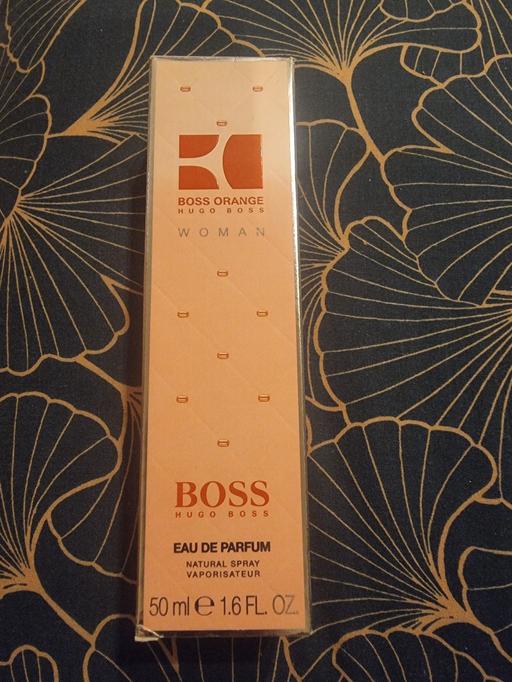 BOSS ORANGE
HUGO BOSS
WOMAN
BOSS
HUGO BOSS
EAU DE PARFUM
NATURAL SPRAY
VAPORISATEUR
50 ml ℮ 1.6 FL. OZ.